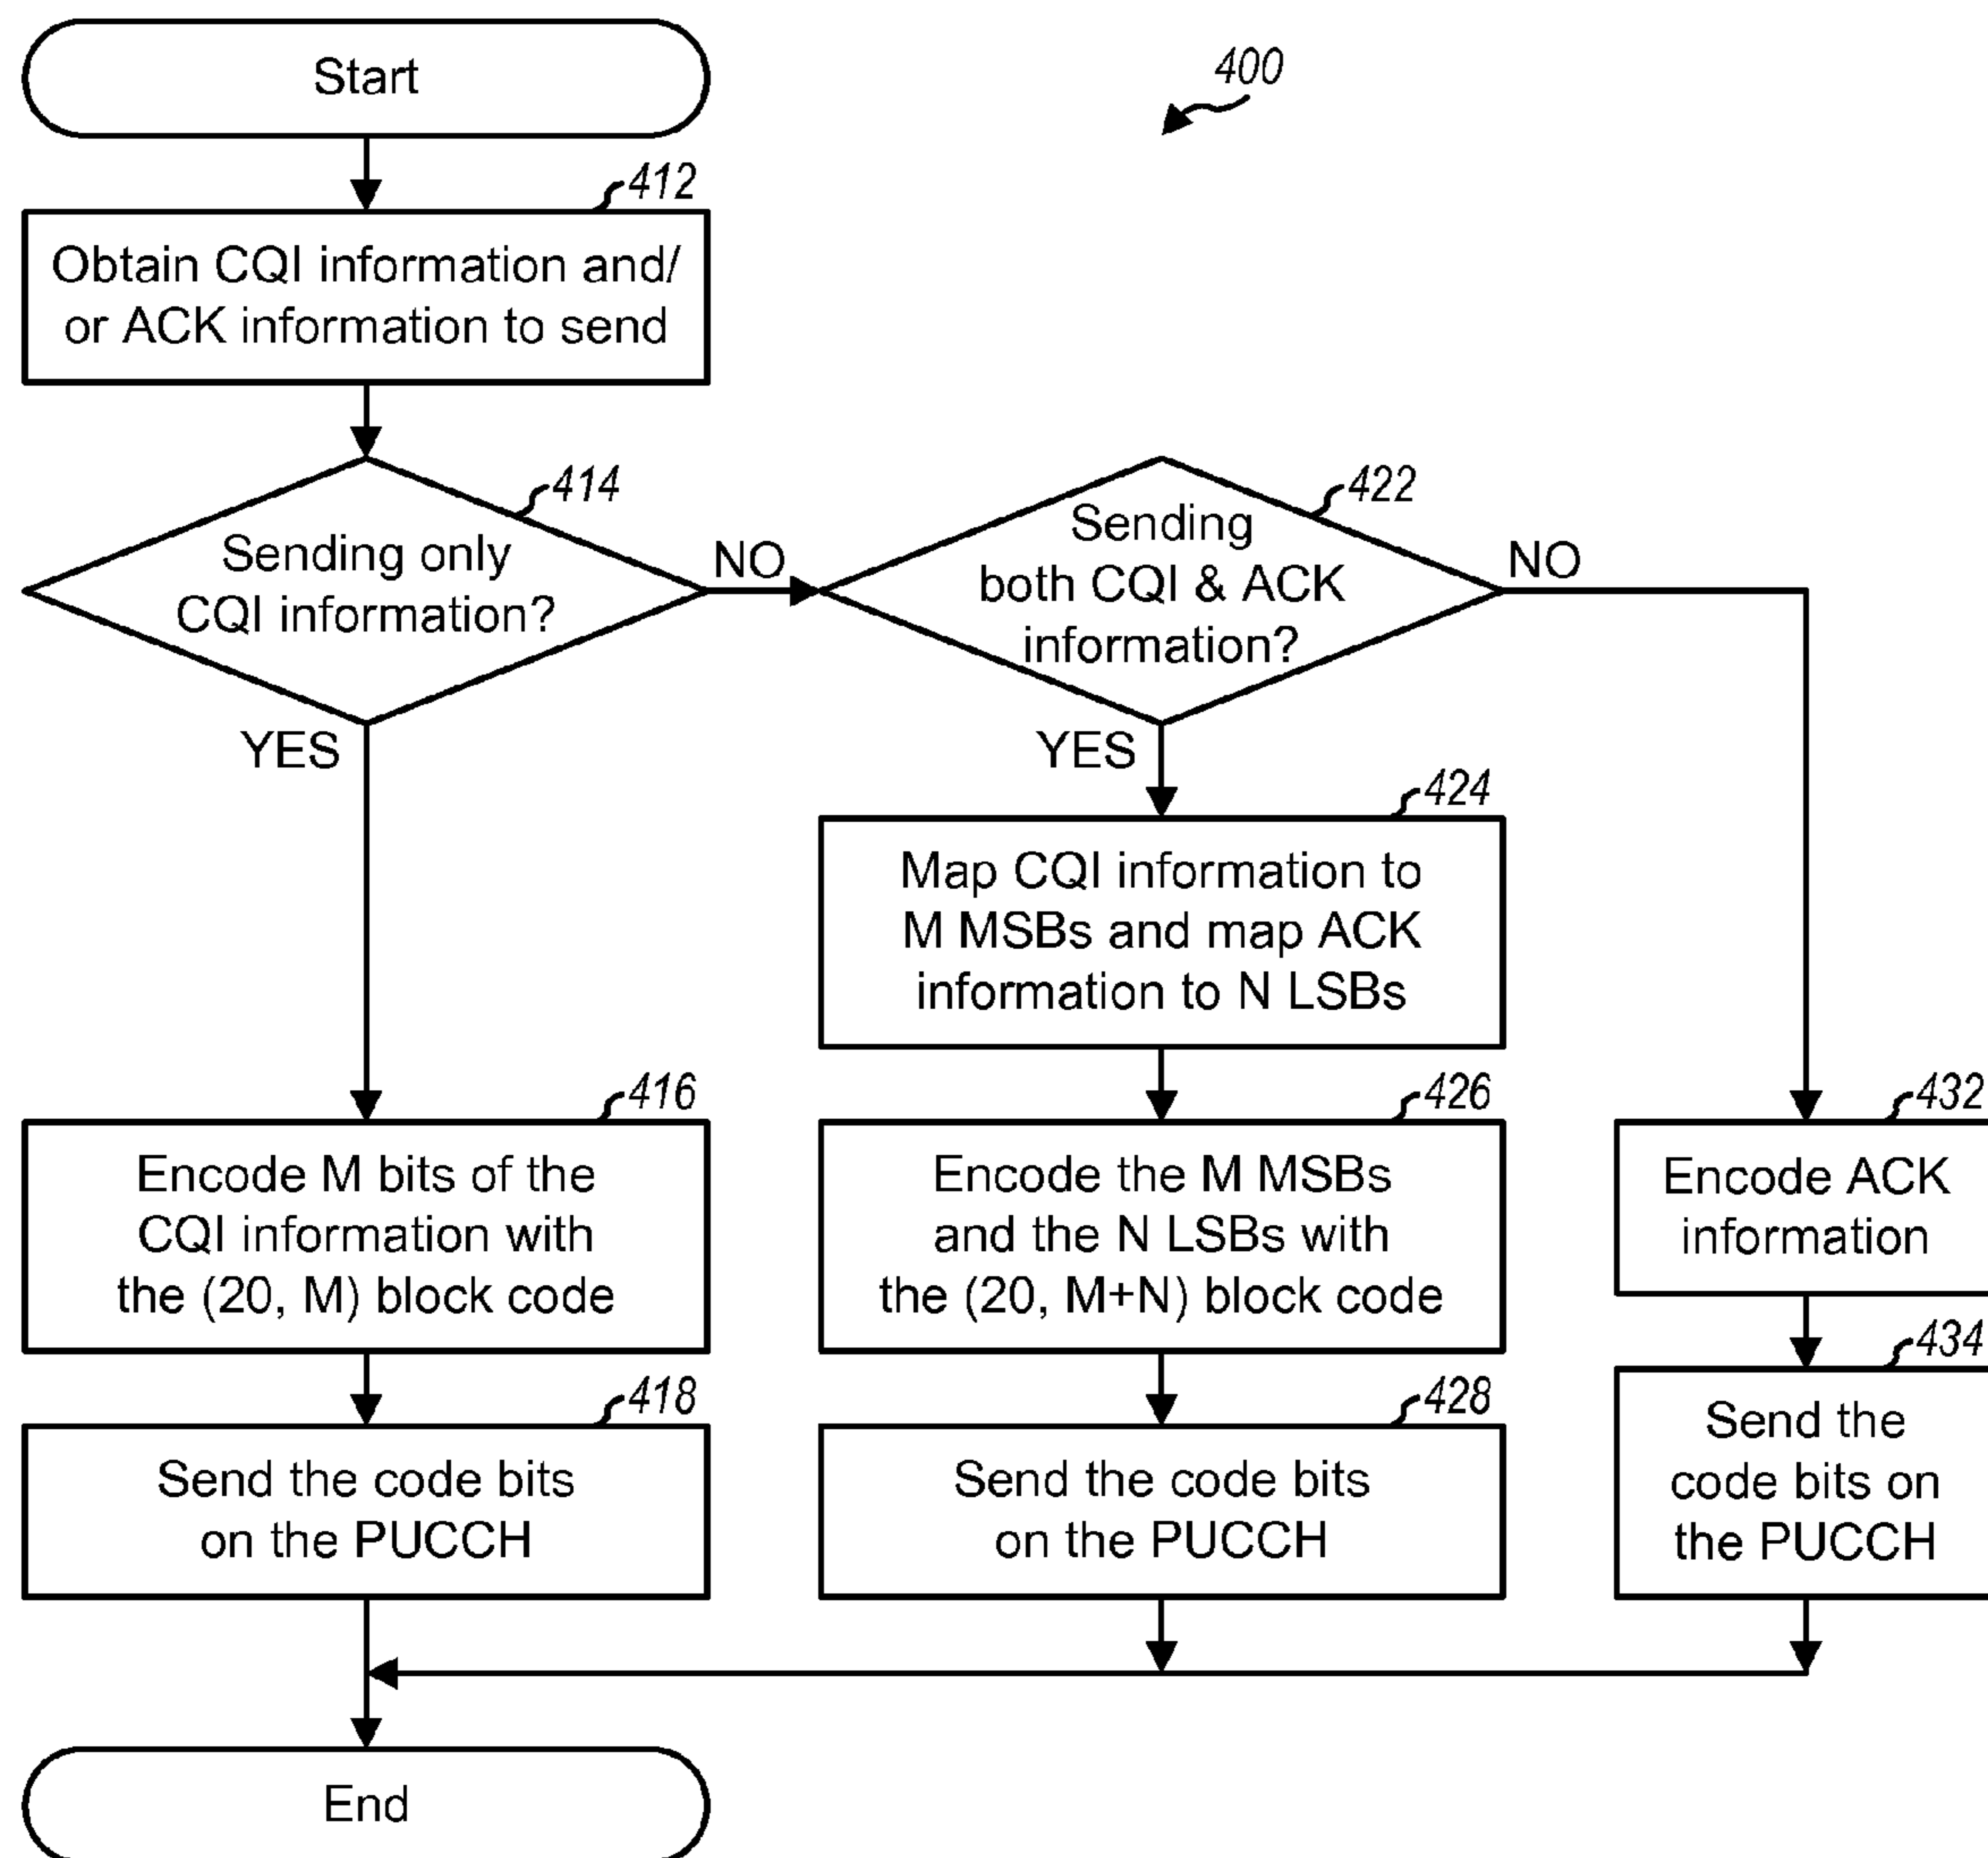 Start
400
412
Obtain CQI information and/
or ACK information to send
414
Sending only
CQI information?
NO
YES
422
Sending
both CQI & ACK
information?
NO
YES
424
Map CQI information to
M MSBs and map ACK
information to N LSBs
416
Encode M bits of the
CQI information with
the (20, M) block code
426
Encode the M MSBs
and the N LSBs with
the (20, M+N) block code
432
Encode ACK
information
418
Send the code bits
on the PUCCH
428
Send the code bits
on the PUCCH
434
Send the
code bits on
the PUCCH
End